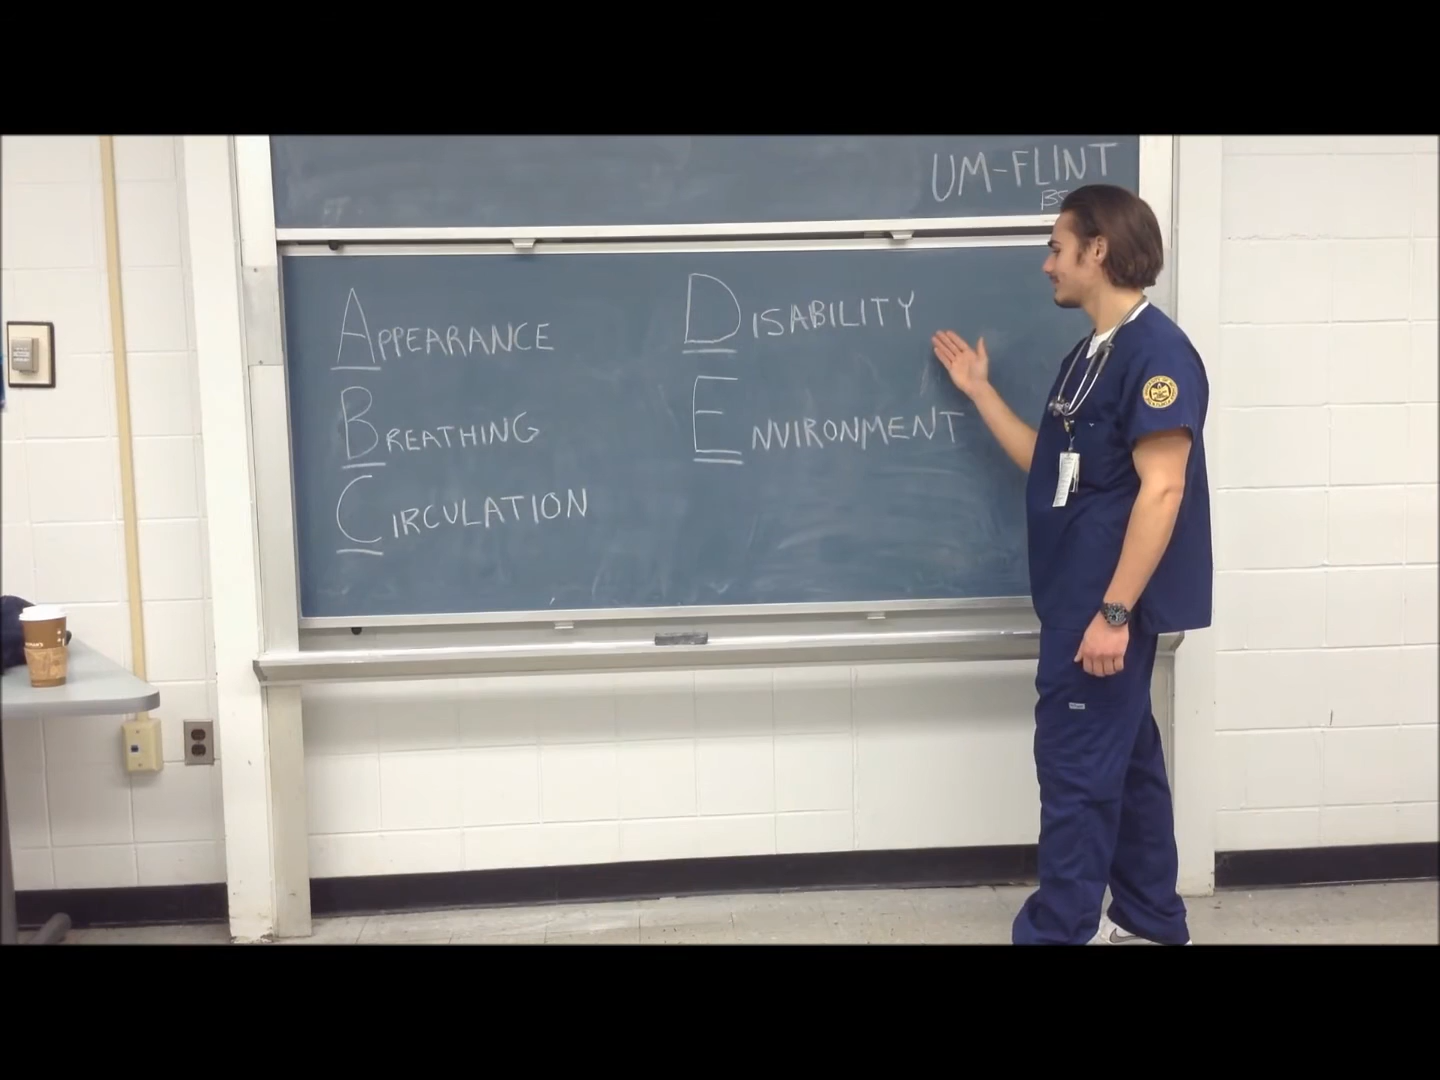 UM-FLINT
APPEARANCE
BREATHING
CIRCULATION
DISABILITY
ENVIRONMENT